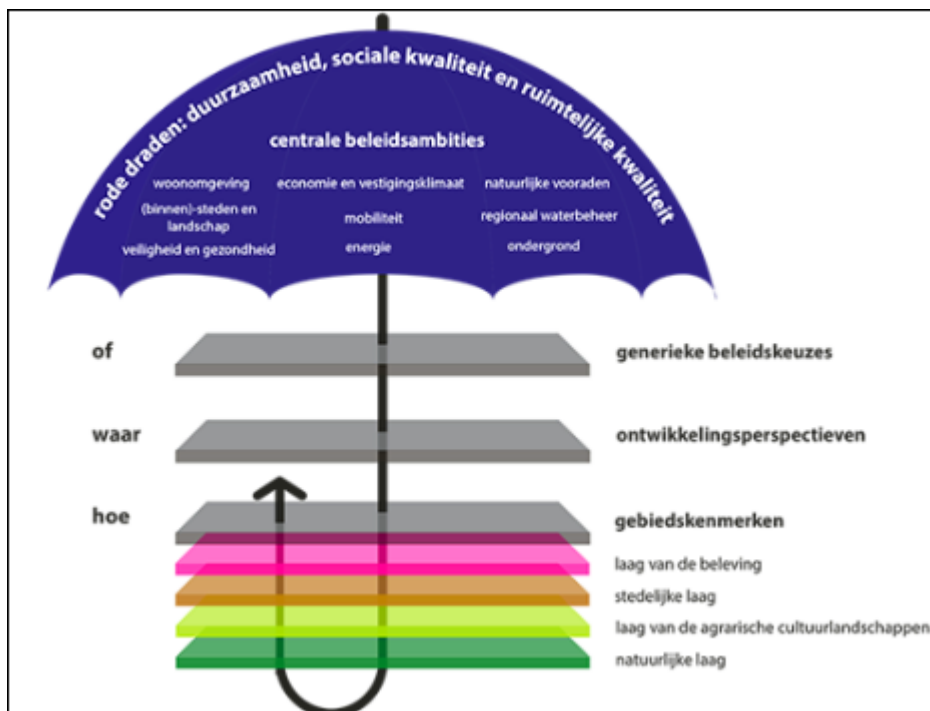 rode draden: duurzaamheid, sociale kwaliteit en ruimtelijke kwaliteit
centrale beleidsambities
woonomgeving
economie en vestigingsklimaat
natuurlijke vooraden
(binnen)-steden en
landschap
mobiliteit
regionaal waterbeheer
veiligheid en gezondheid
energie
ondergrond
of
generieke beleidskeuzes
waar
ontwikkelingsperspectieven
hoe
gebiedskenmerken
laag van de beleving
stedelijke laag
laag van de agrarische cultuurlandschappen
natuurlijke laag